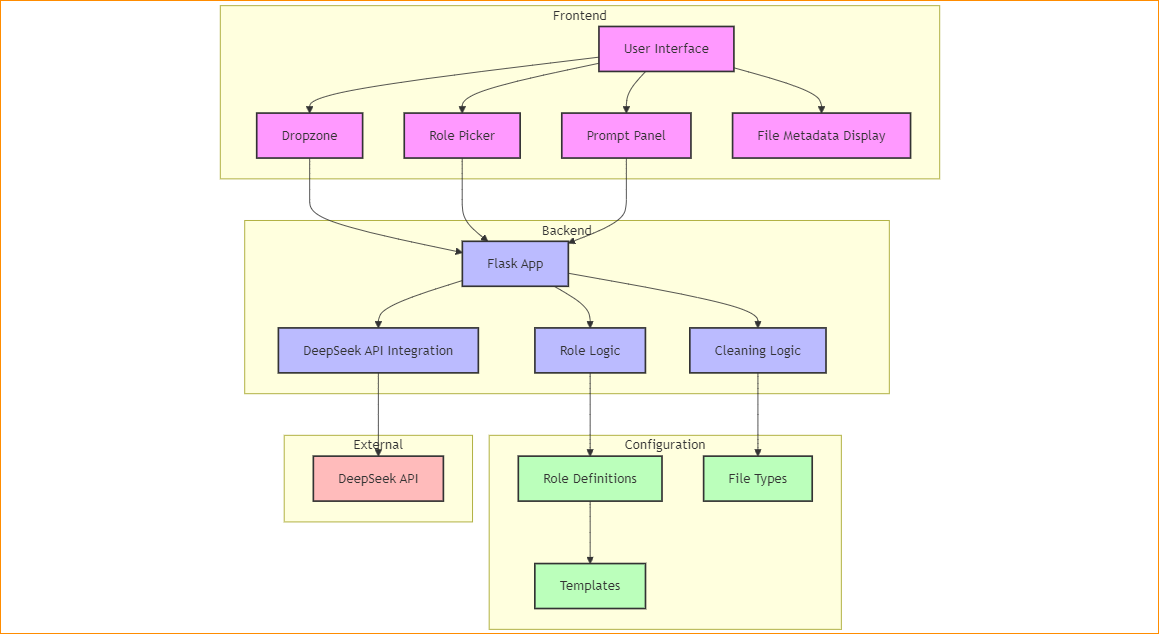 Frontend
User Interface
Dropzone
Role Picker
Prompt Panel
File Metadata Display
Backend
Flask App
DeepSeek API Integration
Role Logic
Cleaning Logic
External
Configuration
DeepSeek API
Role Definitions
File Types
Templates